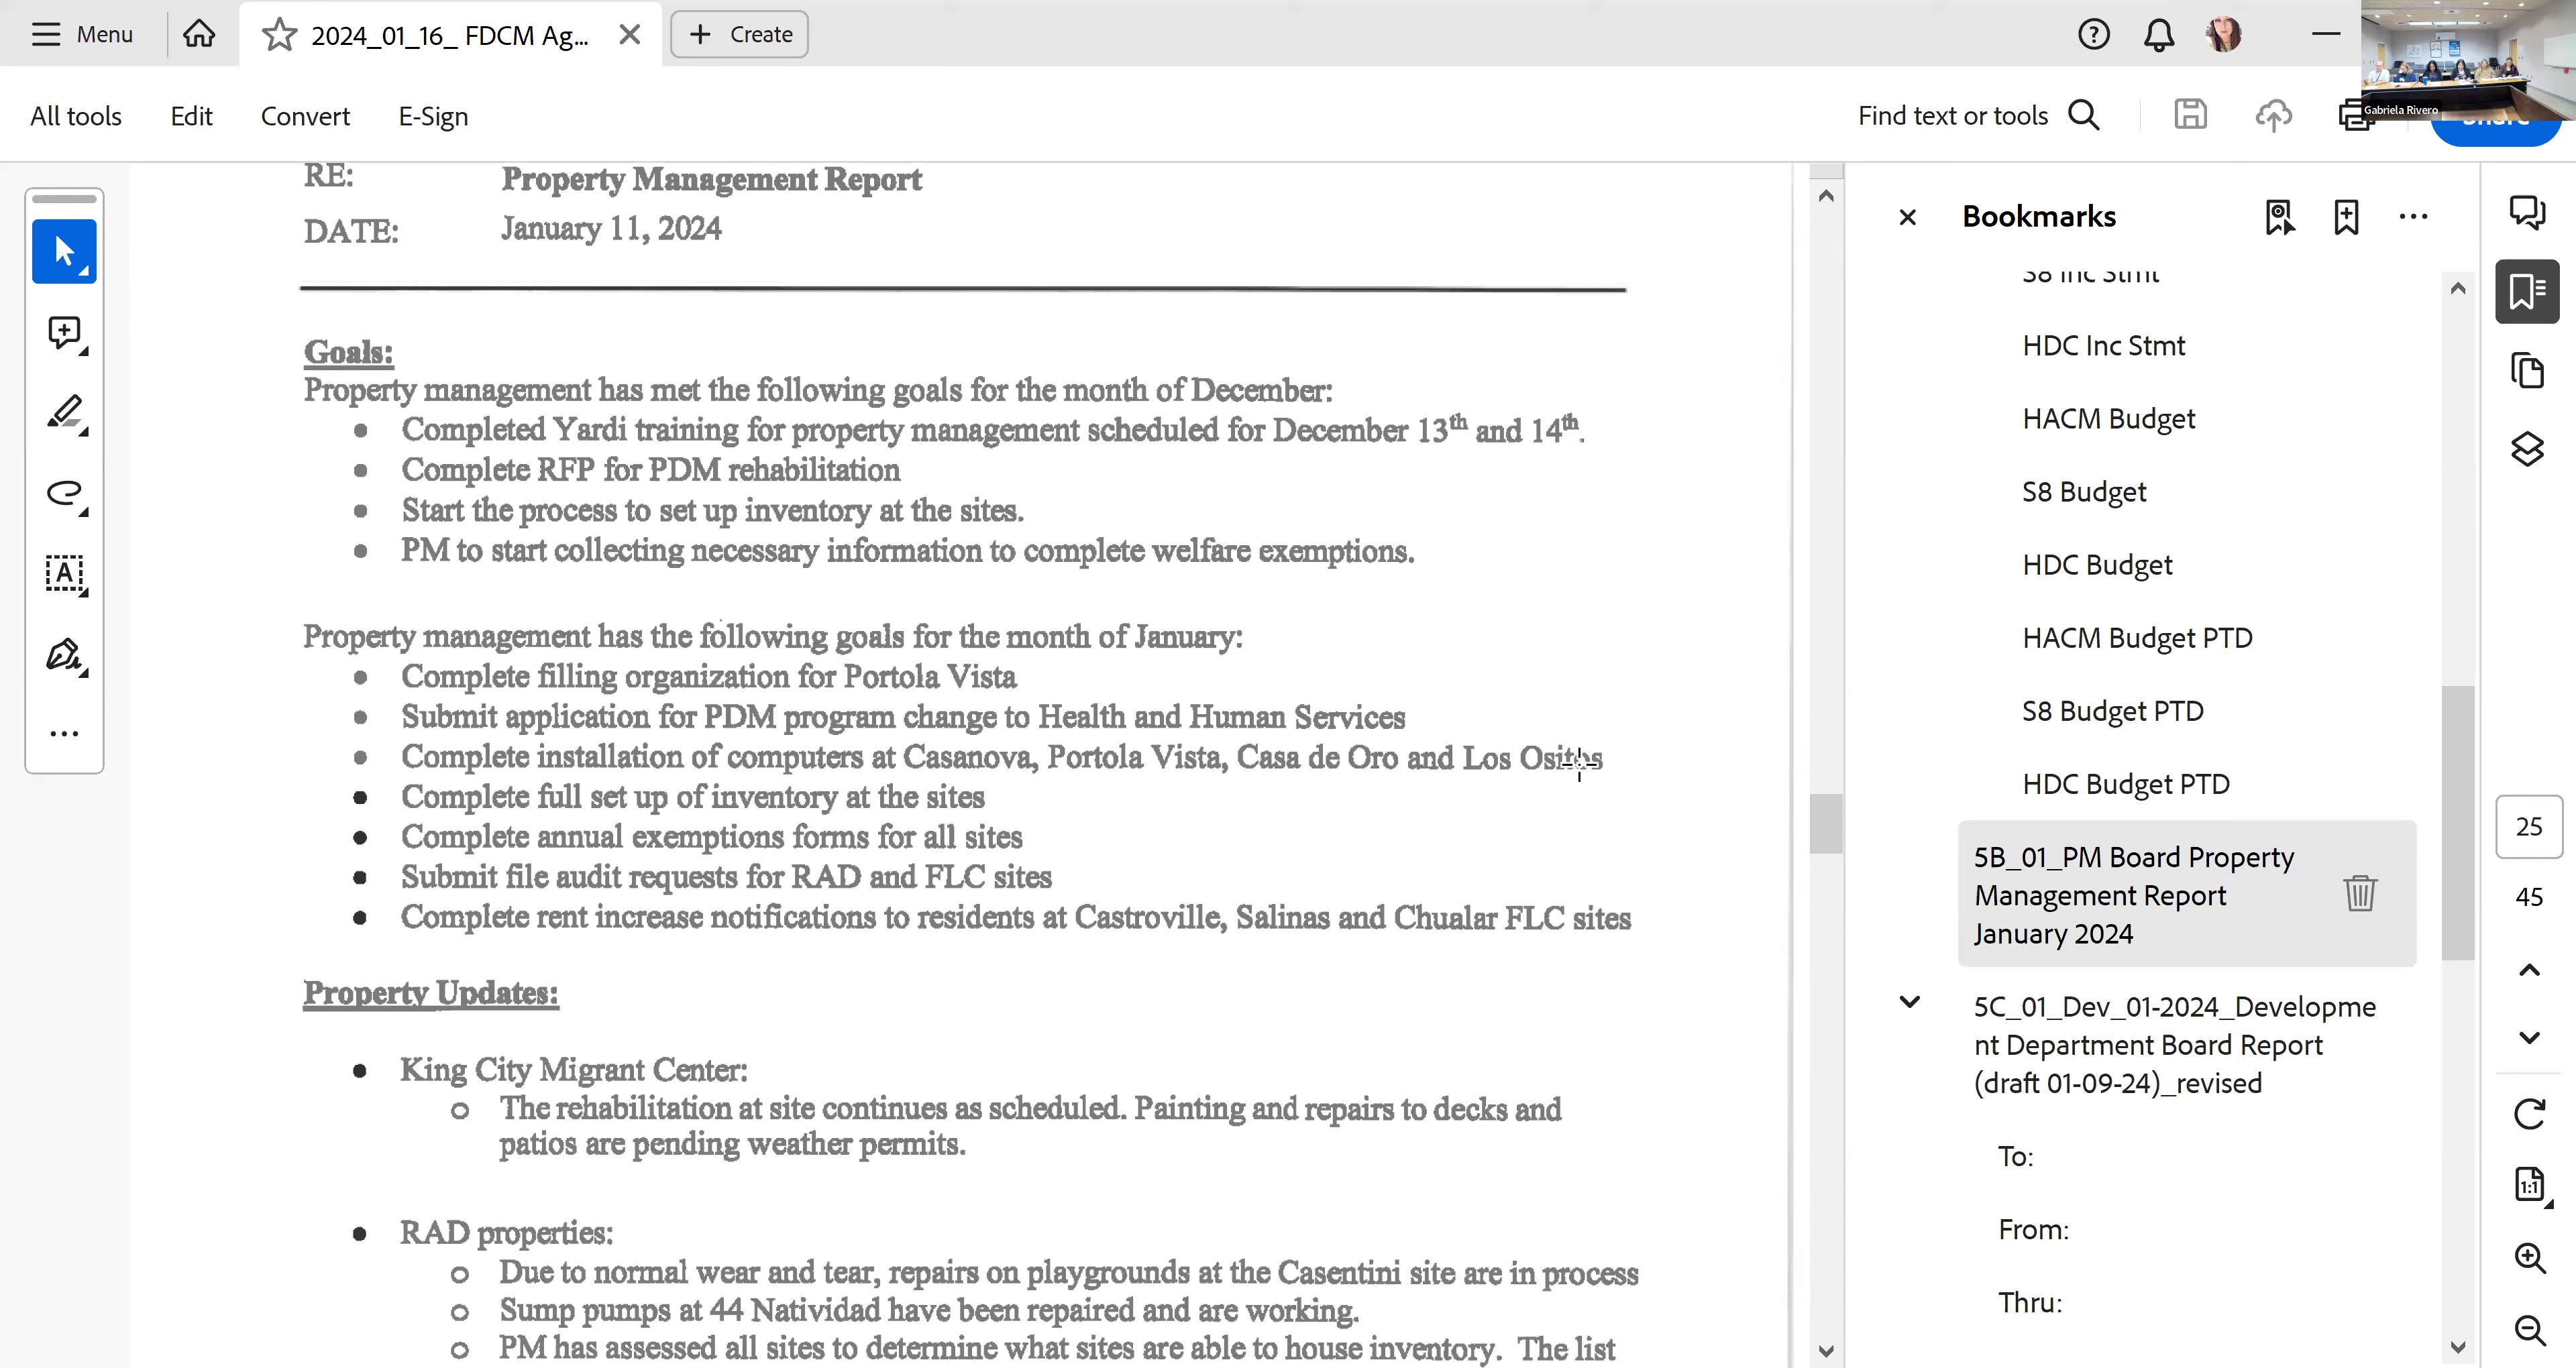 Menu
2024_01_16_ FDCM Ag...
Create
All tools
Edit
Convert
E-Sign
Find text or tools
Gabriela Rivero
RE: Property Management Report
DATE: January 11, 2024
Goals:
Property management has met the following goals for the month of December:
• Completed Yardi training for property management scheduled for December 13th and 14th.
• Complete RFP for PDM rehabilitation
• Start the process to set up inventory at the sites.
• PM to start collecting necessary information to complete welfare exemptions.
Property management has the following goals for the month of January:
• Complete filling organization for Portola Vista
• Submit application for PDM program change to Health and Human Services
• Complete installation of computers at Casanova, Portola Vista, Casa de Oro and Los Ositos
• Complete full set up of inventory at the sites
• Complete annual exemptions forms for all sites
• Submit file audit requests for RAD and FLC sites
• Complete rent increase notifications to residents at Castroville, Salinas and Chualar FLC sites
Property Updates:
• King City Migrant Center:
o The rehabilitation at site continues as scheduled. Painting and repairs to decks and
patios are pending weather permits.
• RAD properties:
o Due to normal wear and tear, repairs on playgrounds at the Casentini site are in process
o Sump pumps at 44 Natividad have been repaired and are working.
o PM has assessed all sites to determine what sites are able to house inventory. The list
Bookmarks
S8 Inc Stmt
HDC Inc Stmt
HACM Budget
S8 Budget
HDC Budget
HACM Budget PTD
S8 Budget PTD
HDC Budget PTD
5B_01_PM Board Property
Management Report
January 2024
5C_01_Dev_01-2024_Developme
nt Department Board Report
(draft 01-09-24)_revised
To:
From:
Thru:
25
45
1:1